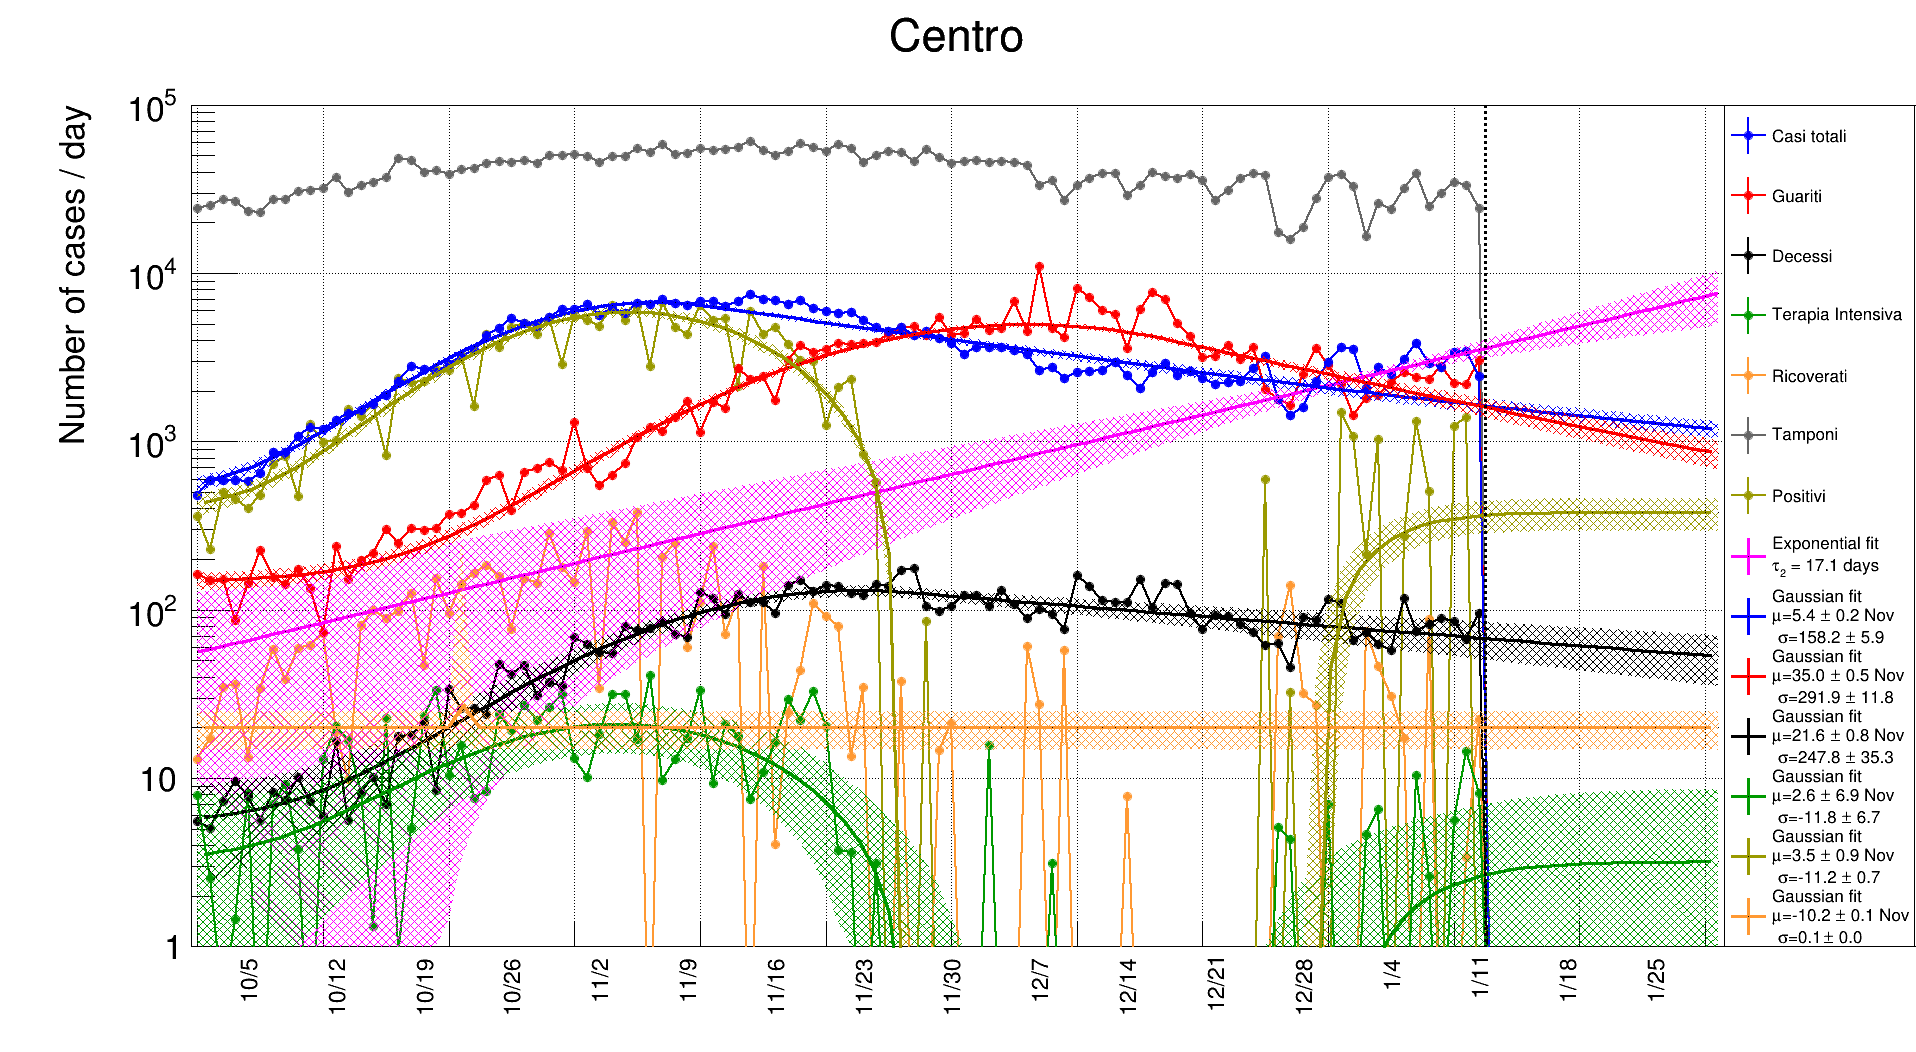 Centro
Number of cases / day
10^5
10^4
10^3
10^2
10
1
10/5
10/12
10/19
10/26
11/2
11/9
11/16
11/23
11/30
12/7
12/14
12/21
12/28
1/4
1/11
1/18
1/25
Casi totali
Guariti
Decessi
Terapia Intensiva
Ricoverati
Tamponi
Positivi
Exponential fit
τ_2 = 17.1 days
Gaussian fit
μ=5.4 ± 0.2 Nov
σ=158.2 ± 5.9
Gaussian fit
μ=35.0 ± 0.5 Nov
σ=291.9 ± 11.8
Gaussian fit
μ=21.6 ± 0.8 Nov
σ=247.8 ± 35.3
Gaussian fit
μ=2.6 ± 6.9 Nov
σ=-11.8 ± 6.7
Gaussian fit
μ=3.5 ± 0.9 Nov
σ=-11.2 ± 0.7
Gaussian fit
μ=-10.2 ± 0.1 Nov
σ=0.1 ± 0.0